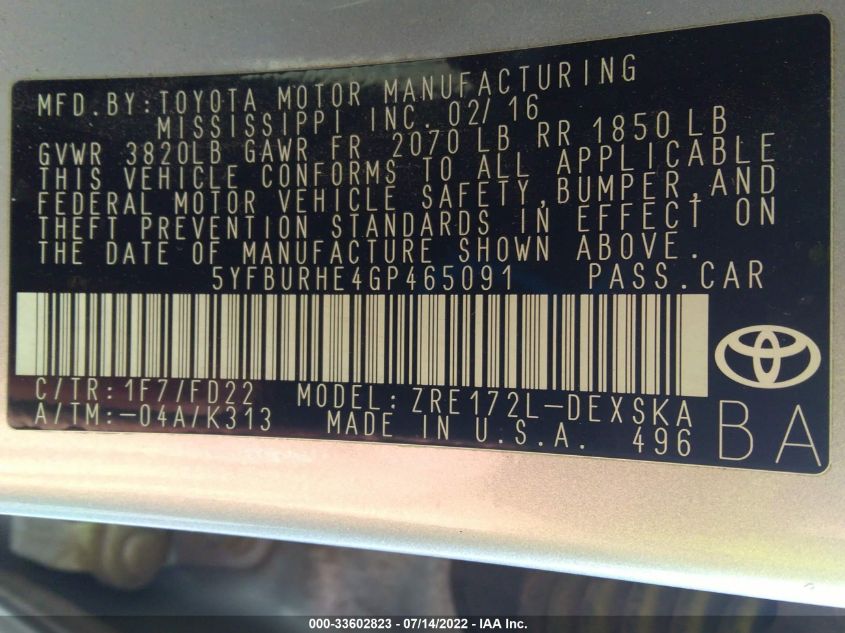 MFD. BY: TOYOTA MOTOR MANUFACTURING
MISSISSIPPI INC. 02/16
GVWR 3820LB GAWR FR 2070 LB RR 1850 LB
THIS VEHICLE CONFORMS TO ALL APPLICABLE
FEDERAL MOTOR VEHICLE SAFETY, BUMPER, AND
THEFT PREVENTION STANDARDS IN EFFECT ON
THE DATE OF MANUFACTURE SHOWN ABOVE.
5YFBURHE4GP465091 PASS. CAR
C/TR: 1F7/FD22 MODEL: ZRE172L-DEXSKA
A/TM: -04A/K313 MADE IN U.S.A. 496
BA
000-33602823 / 07/14/2022 - IAA Inc.